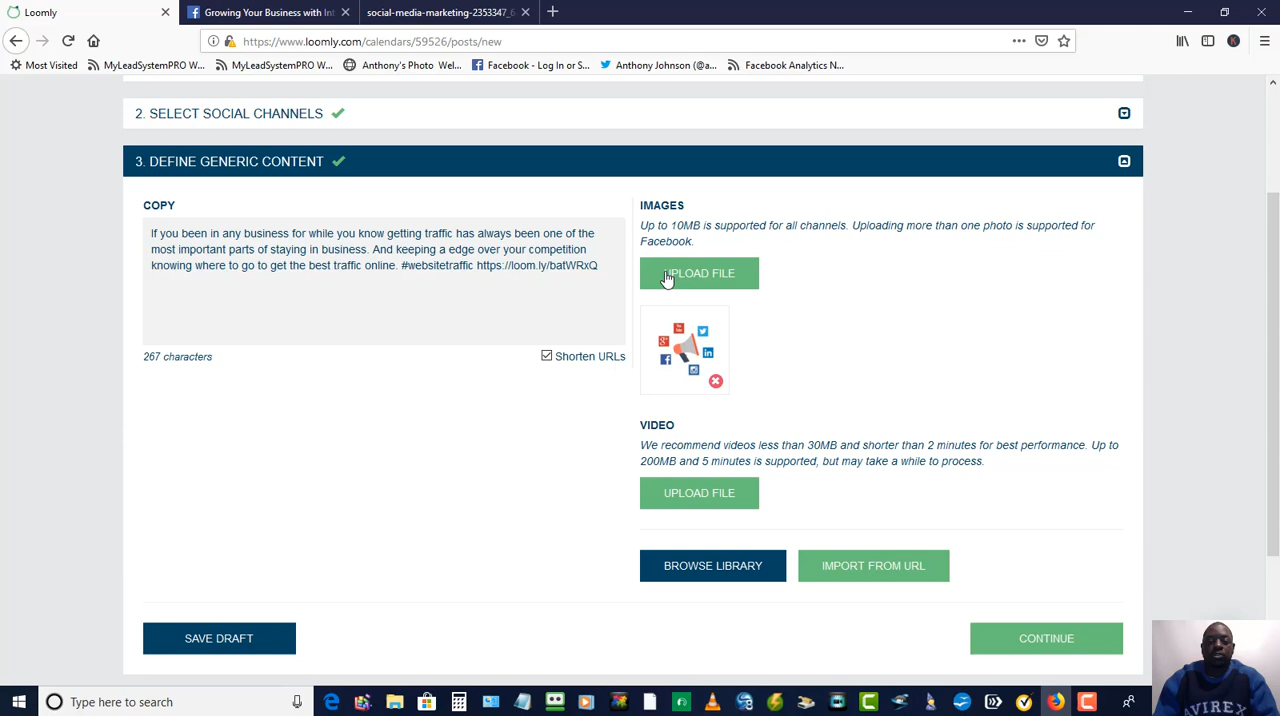 Loomly
Growing Your Business with Int
social-media-marketing-2353347_6
https://www.loomly.com/calendars/59526/posts/new
Most Visited
MyLeadSystemPRO W...
MyLeadSystemPRO W...
Anthony's Photo Wel...
Facebook - Log In or S...
Anthony Johnson (@a...
Facebook Analytics N...
2. SELECT SOCIAL CHANNELS
3. DEFINE GENERIC CONTENT
COPY
If you been in any business for while you know getting traffic has always been one of the
most important parts of staying in business. And keeping a edge over your competition
knowing where to go to get the best traffic online. #websitetraffic https://loom.ly/batWRxQ
267 characters
Shorten URLs
IMAGES
Up to 10MB is supported for all channels. Uploading more than one photo is supported for
Facebook.
UPLOAD FILE
VIDEO
We recommend videos less than 30MB and shorter than 2 minutes for best performance. Up to
200MB and 5 minutes is supported, but may take a while to process.
UPLOAD FILE
BROWSE LIBRARY
IMPORT FROM URL
SAVE DRAFT
CONTINUE
AVIREX
Type here to search